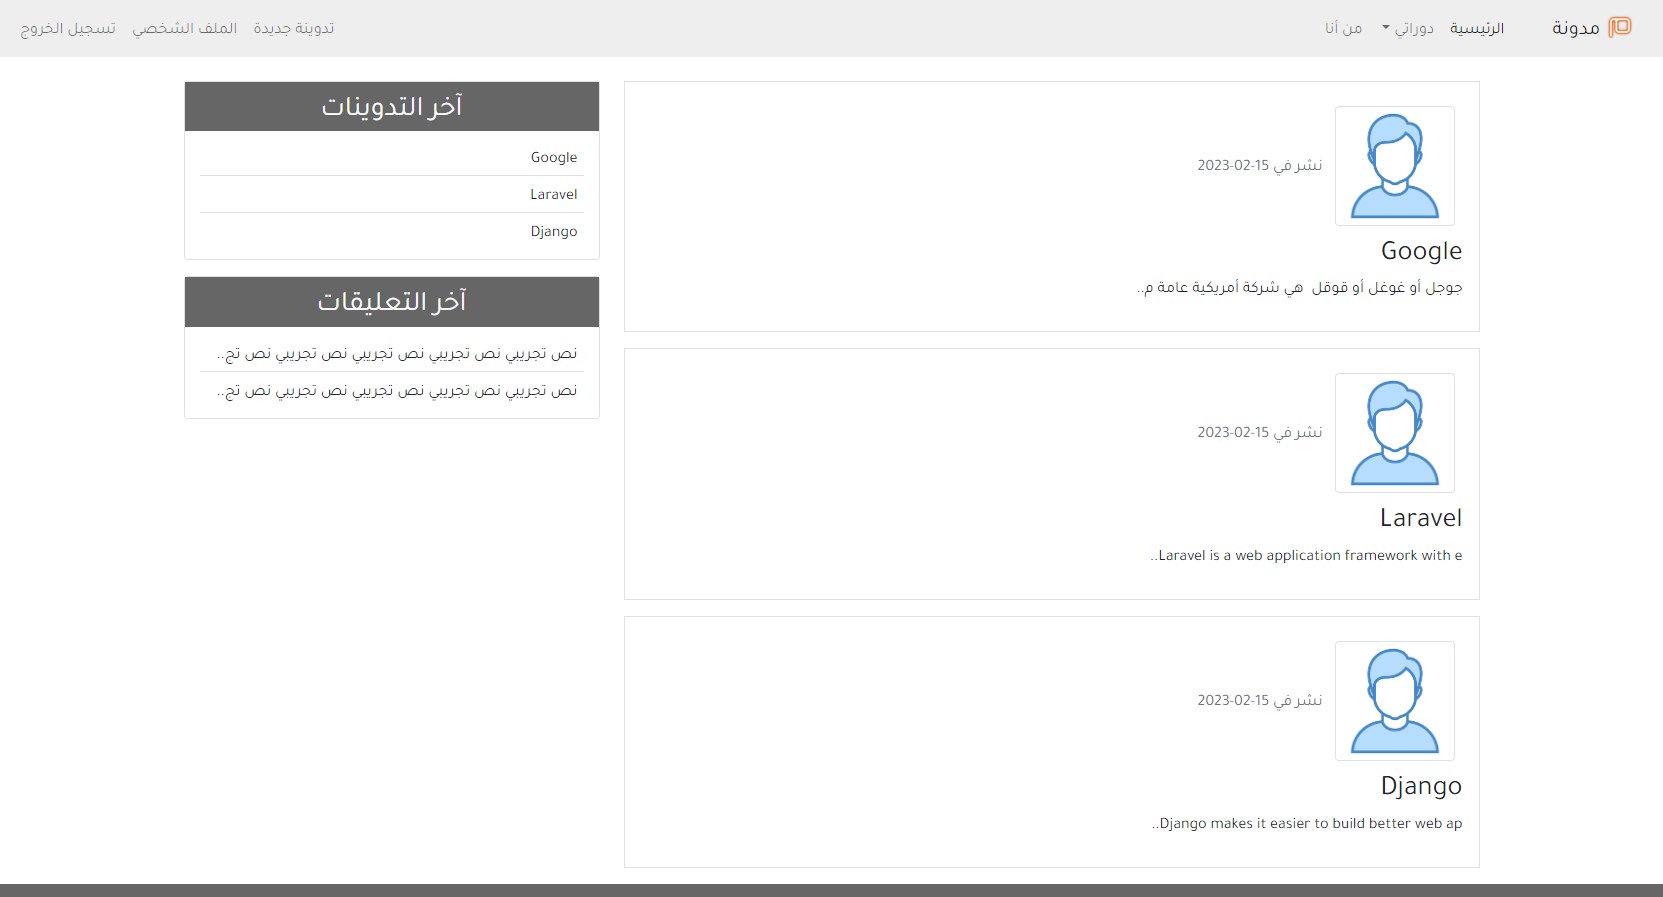 مدونة
الرئيسية
دوراتي
من أنا
تدوينة جديدة
الملف الشخصي
تسجيل الخروج
نشر في 15-02-2023
Google
جوجل أو غوغل أو قوقل هي شركة أمريكية عامة م..
نشر في 15-02-2023
Laravel
Laravel is a web application framework with e..
نشر في 15-02-2023
Django
Django makes it easier to build better web ap..
آخر التدوينات
Google
Laravel
Django
آخر التعليقات
نص تجريبي نص تجريبي نص تجريبي نص تجريبي نص تج..
نص تجريبي نص تجريبي نص تجريبي نص تجريبي نص تج..